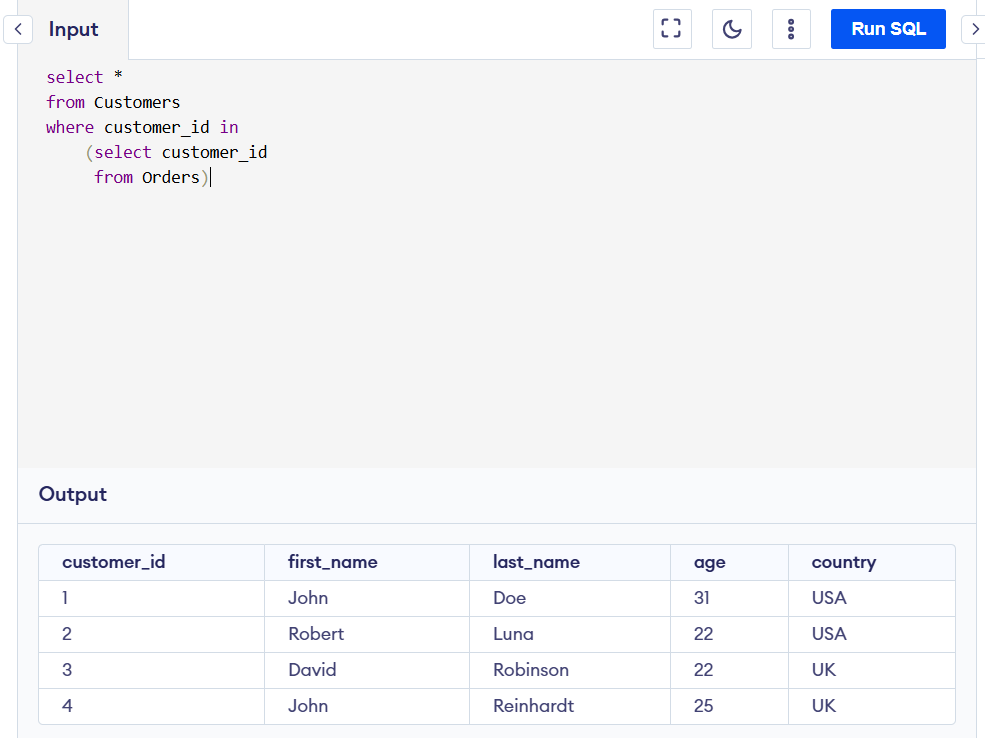 Input
Run SQL
select *
from Customers
where customer_id in
(select customer_id
from Orders)
Output
customer_id first_name last_name age country
1 John Doe 31 USA
2 Robert Luna 22 USA
3 David Robinson 22 UK
4 John Reinhardt 25 UK